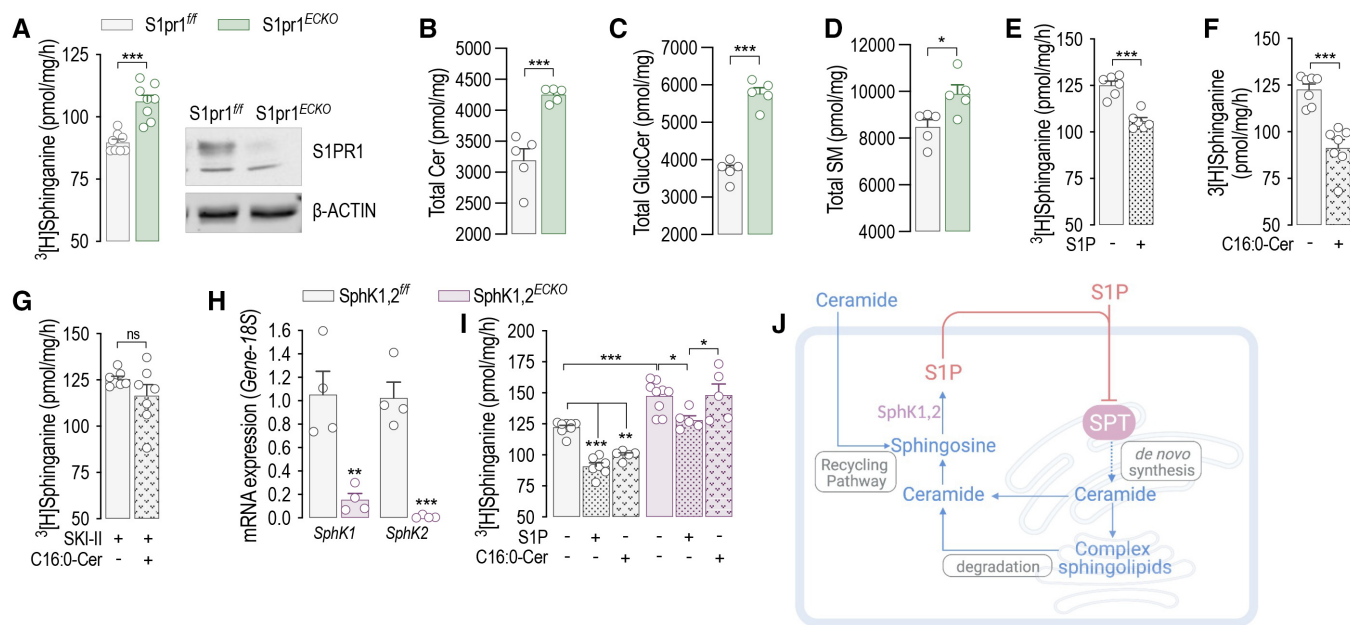 A
S1pr1f/f
S1pr1ECKO
3[H]Sphinganine (pmol/mg/h)
125
100
75
50
***
S1pr1f/f S1pr1ECKO
S1PR1
β-ACTIN
B
Total Cer (pmol/mg)
5000
4500
4000
3500
3000
2500
2000
***
C
Total GlucCer (pmol/mg)
7000
6000
5000
4000
3000
2000
***
D
Total SM (pmol/mg)
12000
10000
8000
6000
4000
*
E
3[H]Sphinganine (pmol/mg/h)
150
125
100
75
50
***
S1P - +
F
3[H]Sphinganine
(pmol/mg/h)
150
125
100
75
50
***
C16:0-Cer - +
G
3[H]Sphinganine (pmol/mg/h)
150
125
100
75
50
ns
SKI-II + +
C16:0-Cer - +
H
SphK1,2f/f
SphK1,2ECKO
mRNA expression (Gene-18S)
1.6
1.4
1.2
1.0
0.8
0.6
0.4
0.2
0.0
**
***
SphK1 SphK2
I
3[H]Sphinganine (pmol/mg/h)
200
175
150
125
100
75
50
***
*
*
***
**
S1P - + - - + -
C16:0-Cer - - + - - +
J
Ceramide
S1P
S1P
SphK1,2
SPT
Sphingosine
de novo
synthesis
Recycling
Pathway
Ceramide
Ceramide
Complex
sphingolipids
degradation